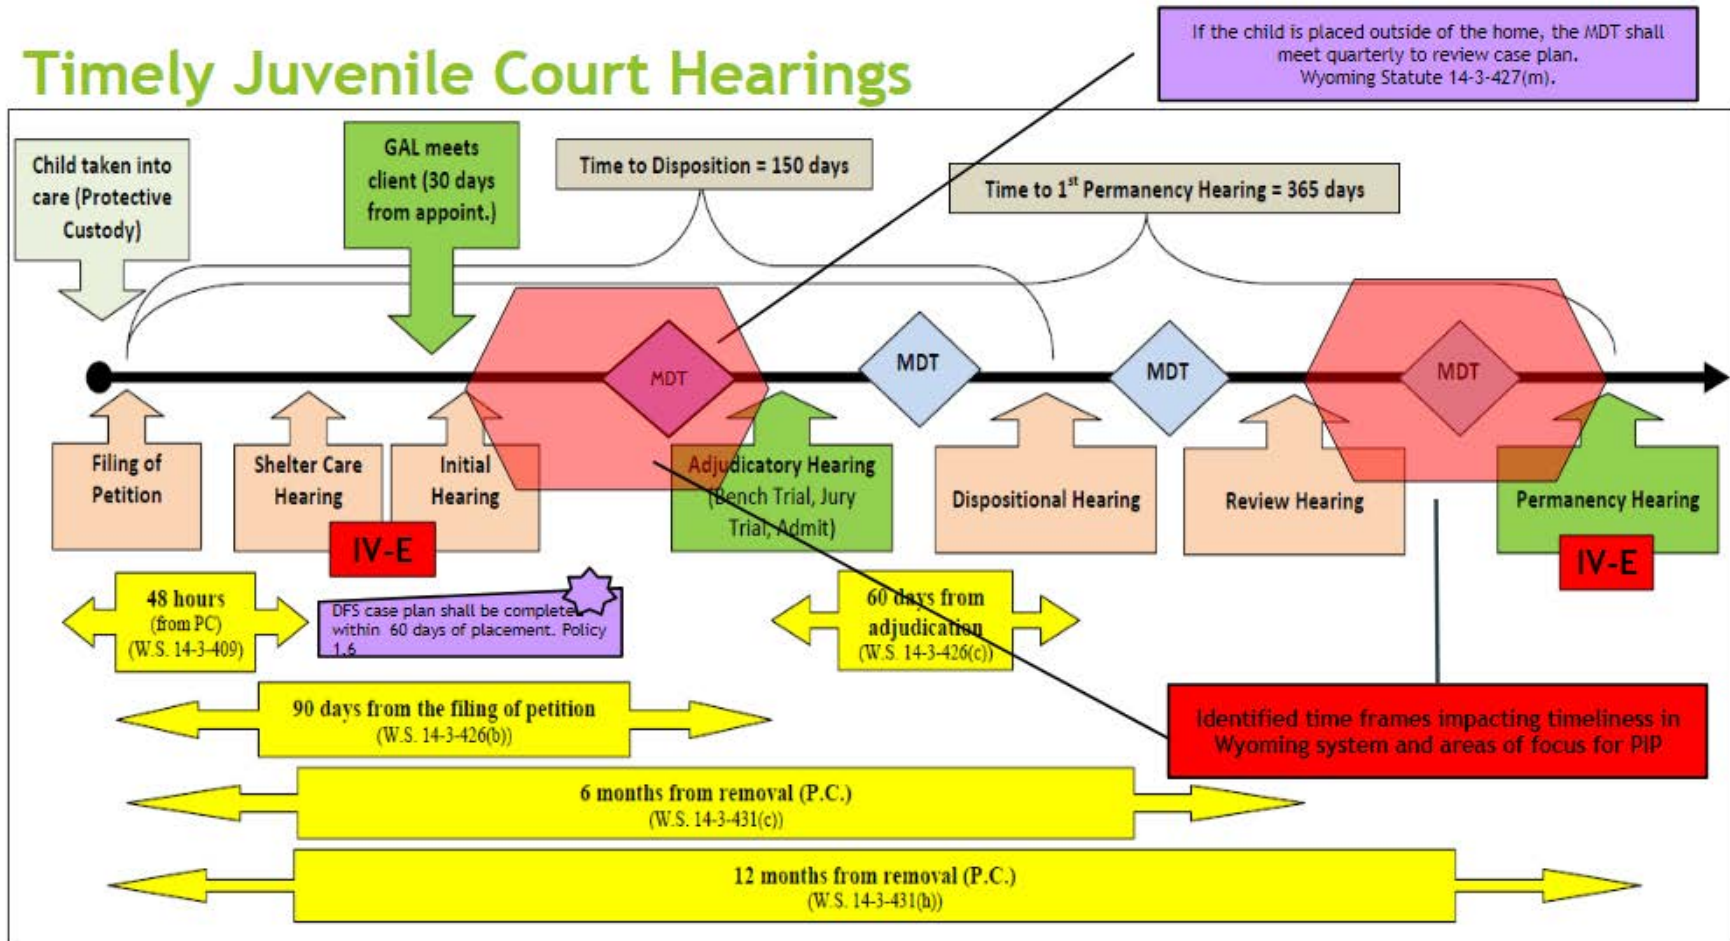 Timely Juvenile Court Hearings
If the child is placed outside of the home, the MDT shall
meet quarterly to review case plan.
Wyoming Statute 14-3-427(m).
Child taken into
care (Protective
Custody)
GAL meets
client (30 days
from appoint.)
Time to Disposition = 150 days
Time to 1st Permanency Hearing = 365 days
MDT
MDT
MDT
MDT
Filing of
Petition
Shelter Care
Hearing
Initial
Hearing
IV-E
Adjudicatory Hearing
(Bench Trial, Jury
Trial, Admit)
Dispositional Hearing
Review Hearing
Permanency Hearing
IV-E
48 hours
(from PC)
(W.S. 14-3-409)
DFS case plan shall be completed
within 60 days of placement. Policy
1.6
60 days from
adjudication
(W.S. 14-3-426(c))
90 days from the filing of petition
(W.S. 14-3-426(b))
Identified time frames impacting timeliness in
Wyoming system and areas of focus for PIP
6 months from removal (P.C.)
(W.S. 14-3-431(c))
12 months from removal (P.C.)
(W.S. 14-3-431(h))